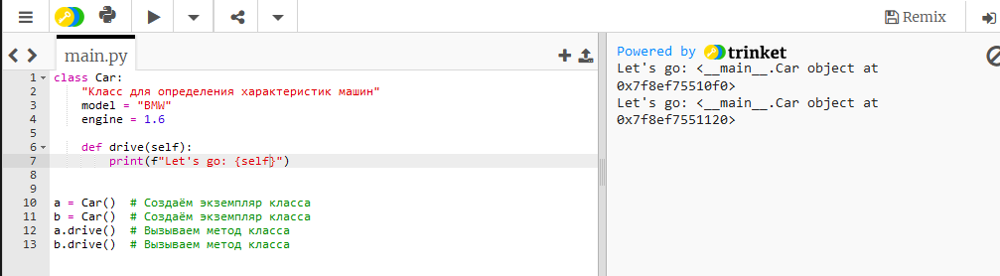 Remix
main.py
Powered by trinket
1 class Car:
2 "Класс для определения характеристик машин"
3 model = "BMW"
4 engine = 1.6
5
6 def drive(self):
7 print(f"Let's go: {self}")
8
9
10 a = Car() # Создаём экземпляр класса
11 b = Car() # Создаём экземпляр класса
12 a.drive() # Вызываем метод класса
13 b.drive() # Вызываем метод класса
Let's go: <__main__.Car object at
0x7f8ef75510f0>
Let's go: <__main__.Car object at
0x7f8ef7551120>